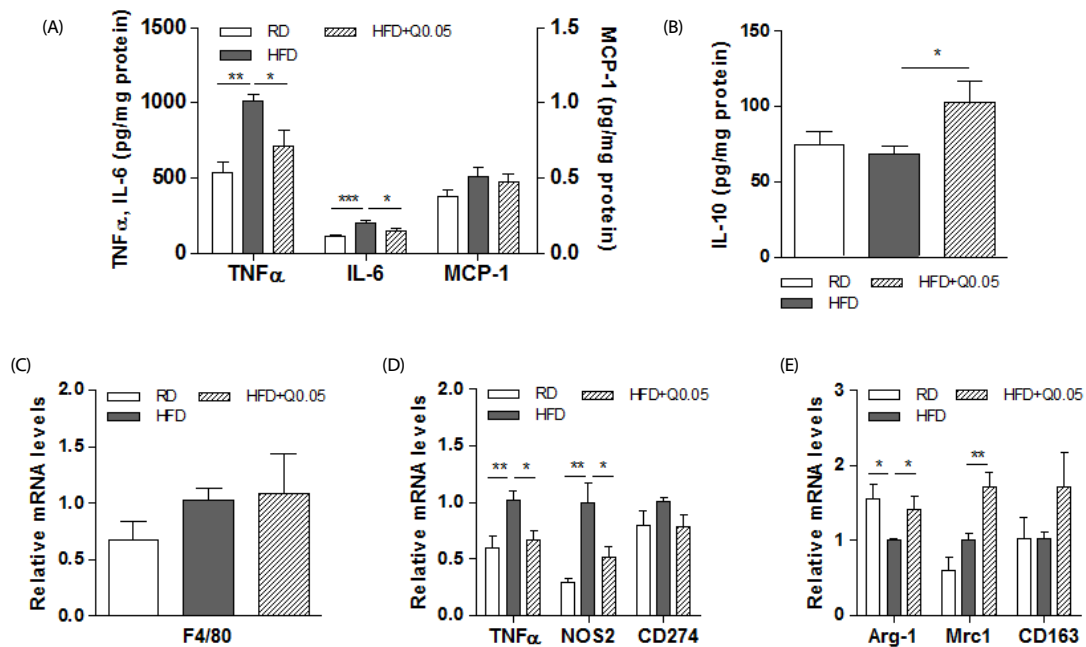 (A)
TNFα, IL-6 (pg/mg protein)
1500
1000
500
0
RD
HFD
HFD+Q0.05
** *
*** *
TNFα IL-6 MCP-1
1.5
1.0
0.5
0.0
MCP-1 (pg/mg protein)
(B)
IL-10 (pg/mg protein)
150
100
50
0
*
RD
HFD
HFD+Q0.05
(C)
Relative mRNA levels
2.0
1.5
1.0
0.5
0.0
RD
HFD
HFD+Q0.05
F4/80
(D)
Relative mRNA levels
2.0
1.5
1.0
0.5
0.0
RD
HFD
HFD+Q0.05
** * ** *
TNFα NOS2 CD274
(E)
Relative mRNA levels
3
2
1
0
RD
HFD
HFD+Q0.05
* * **
Arg-1 Mrc1 CD163